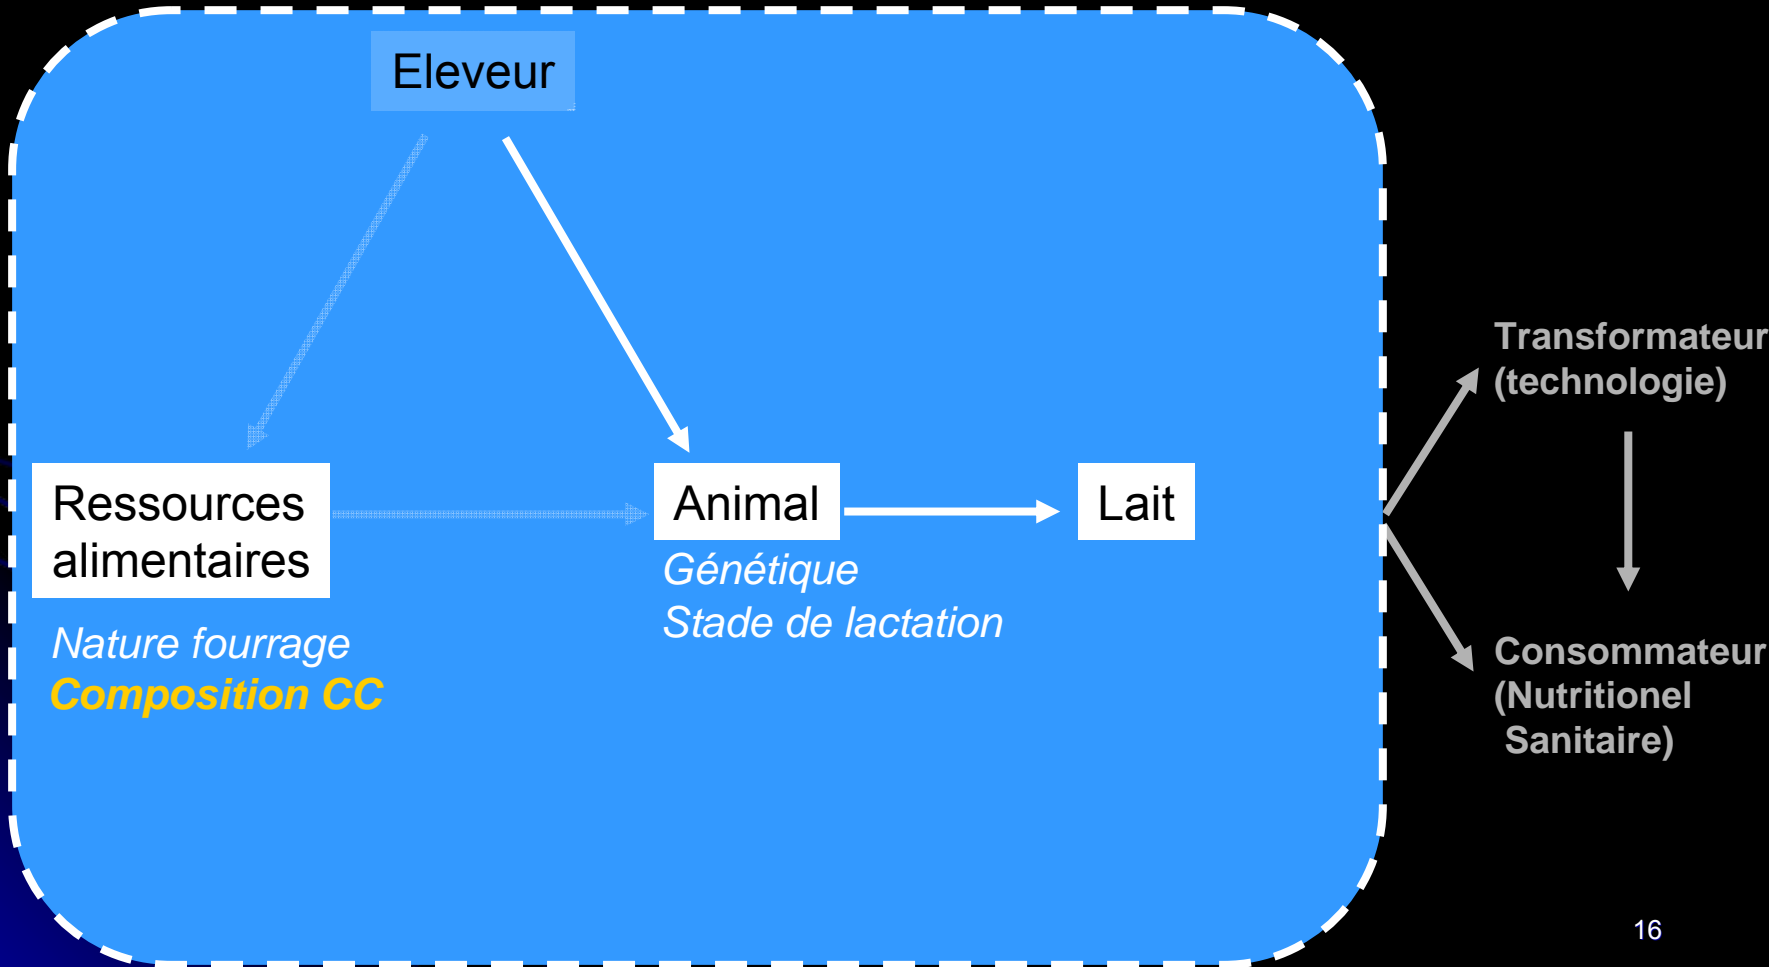 Eleveur
Ressources
alimentaires
Nature fourrage
Composition CC
Animal
Génétique
Stade de lactation
Lait
Transformateur
(technologie)
Consommateur
(Nutritionel
Sanitaire)
16